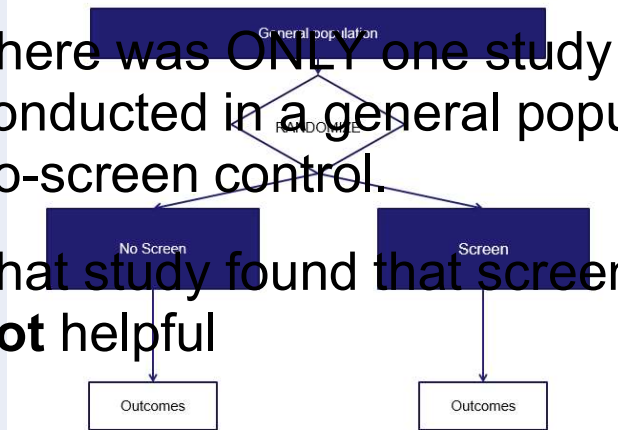 General population
here was ONLY one study
onducted in a general popu
RANDOMIZE
o-screen control.
No Screen
Screen
hat study found that screen
ot helpful
Outcomes
Outcomes